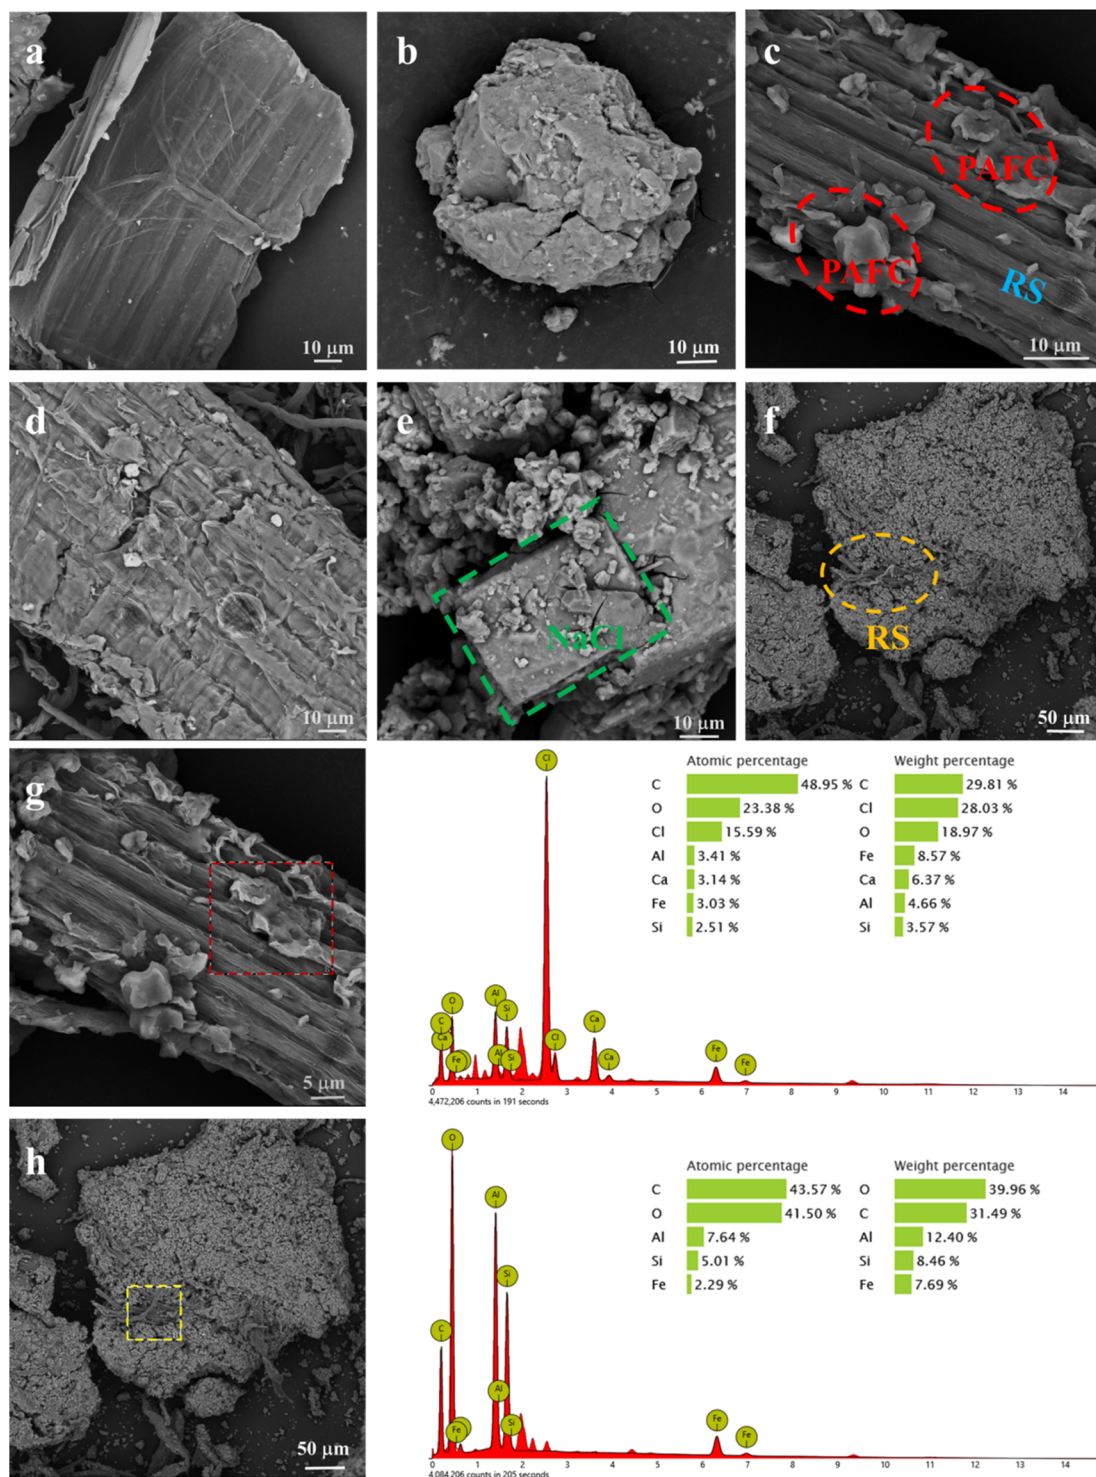 a
10 μm
b
10 μm
c
PAFC
PAFC
RS
10 μm
d
10 μm
e
NaCl
10 μm
f
RS
50 μm
g
5 μm
Cl
O
C
Ca
Fe
Al
Al
Si
Si
Cl
Ca
Ca
Fe
Fe
0 1 2 3 4 5 6 7 8 9 10 11 12 13 14
4,472,206 counts in 191 seconds
Atomic percentage
C 48.95 %
O 23.38 %
Cl 15.59 %
Al 3.41 %
Ca 3.14 %
Fe 3.03 %
Si 2.51 %
Weight percentage
C 29.81 %
Cl 28.03 %
O 18.97 %
Fe 8.57 %
Ca 6.37 %
Al 4.66 %
Si 3.57 %
h
50 μm
O
C
Fe
Al
Al
Si
Si
Fe
Fe
0 1 2 3 4 5 6 7 8 9 10 11 12 13 14
4,084,206 counts in 205 seconds
Atomic percentage
C 43.57 %
O 41.50 %
Al 7.64 %
Si 5.01 %
Fe 2.29 %
Weight percentage
O 39.96 %
C 31.49 %
Al 12.40 %
Si 8.46 %
Fe 7.69 %